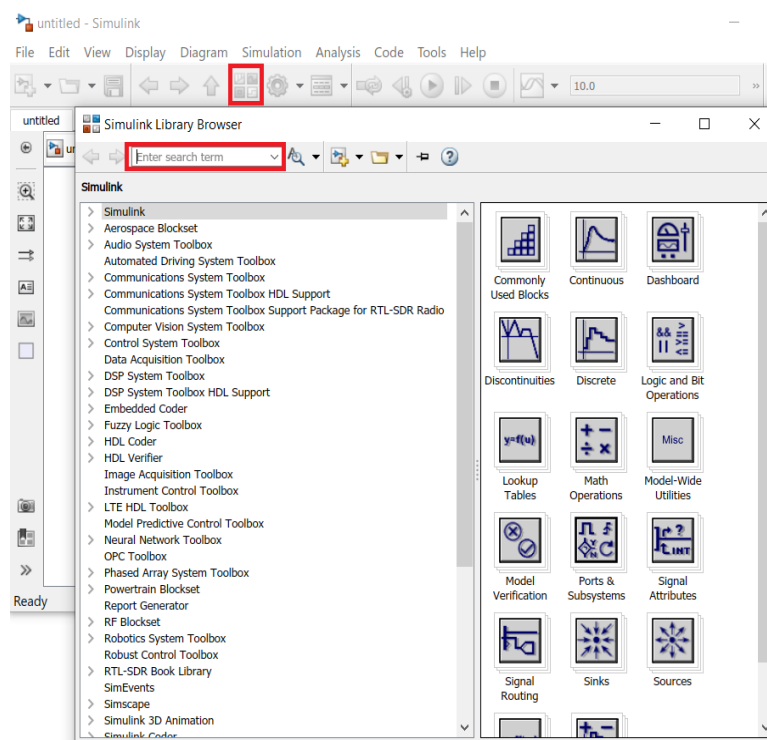 untitled - Simulink
File Edit View Display Diagram Simulation Analysis Code Tools Help
10.0
»
untitled
Simulink Library Browser
Enter search term
Simulink
Simulink
Aerospace Blockset
Audio System Toolbox
Automated Driving System Toolbox
Communications System Toolbox
Communications System Toolbox HDL Support
Communications System Toolbox Support Package for RTL-SDR Radio
Computer Vision System Toolbox
Control System Toolbox
Data Acquisition Toolbox
DSP System Toolbox
DSP System Toolbox HDL Support
Embedded Coder
Fuzzy Logic Toolbox
HDL Coder
HDL Verifier
Image Acquisition Toolbox
Instrument Control Toolbox
LTE HDL Toolbox
Model Predictive Control Toolbox
Neural Network Toolbox
OPC Toolbox
Phased Array System Toolbox
Powertrain Blockset
Report Generator
RF Blockset
Robotics System Toolbox
Robust Control Toolbox
RTL-SDR Book Library
SimEvents
Simscape
Simulink 3D Animation
Simulink Coder
Commonly
Used Blocks
Continuous
Dashboard
Discontinuities
Discrete
&& >
|| >=
<=
Logic and Bit
Operations
y=f(u)
Lookup
Tables
+ −
÷ ×
Math
Operations
Misc
Model-Wide
Utilities
Model
Verification
Y
N
Ports &
Subsystems
?
INT
Signal
Attributes
Signal
Routing
Sinks
Sources
Ready